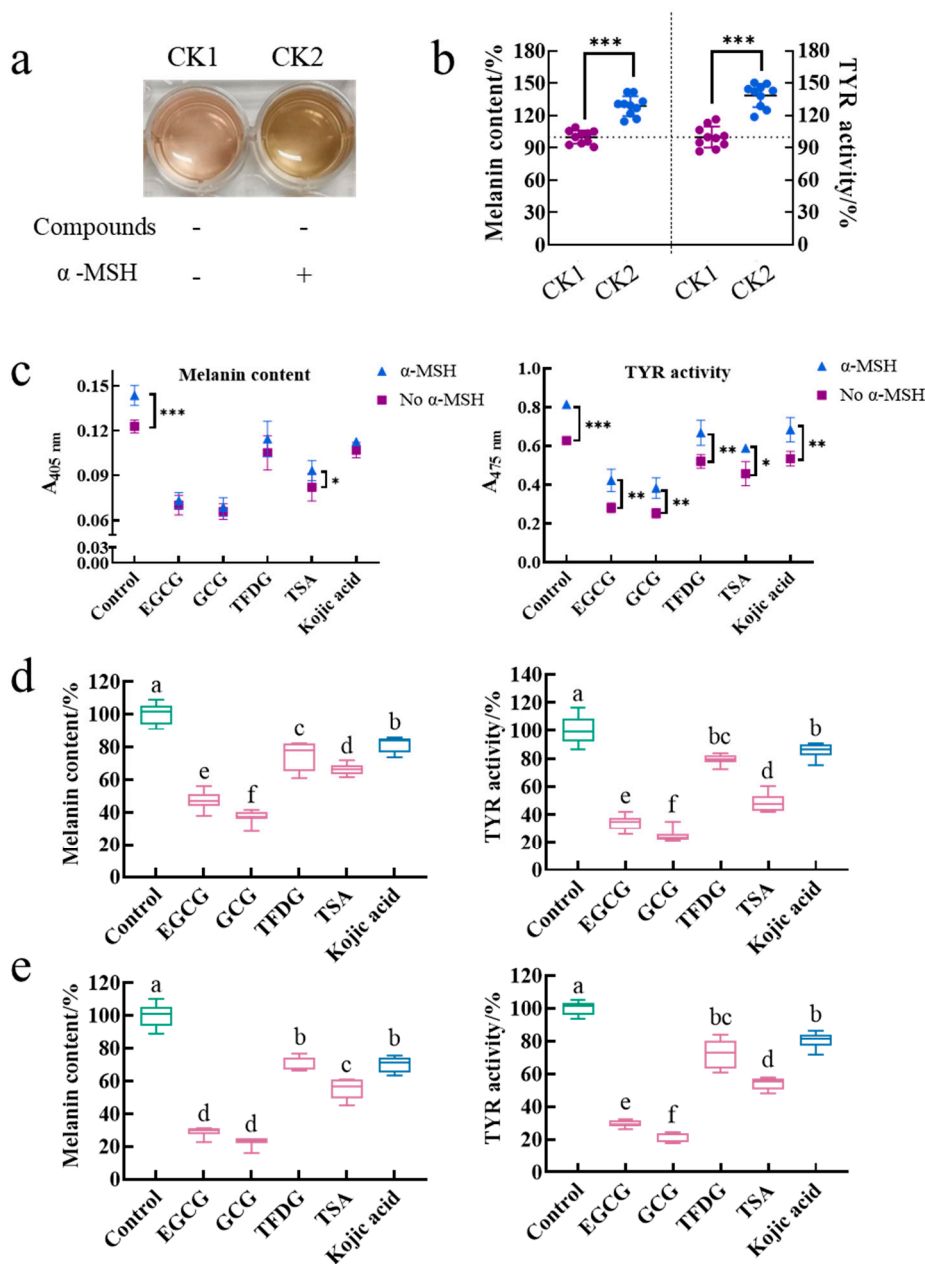 a
CK1 CK2
Compounds - -
α -MSH - +
b
Melanin content/%
180
150
120
90
60
30
0
*** ***
180
150
120
90
60
30
0
TYR activity/%
CK1 CK2 CK1 CK2
c
Melanin content
α-MSH
No α-MSH
A405 nm
0.15
0.12
0.09
0.06
0.03
0.00
***
*
Control EGCG GCG TFDG TSA Kojic acid
TYR activity
α-MSH
No α-MSH
A475 nm
1.0
0.8
0.6
0.4
0.2
0.0
*** ** ** ** * **
Control EGCG GCG TFDG TSA Kojic acid
d
Melanin content/%
120
100
80
60
40
20
0
a e f c d b
Control EGCG GCG TFDG TSA Kojic acid
TYR activity/%
140
120
100
80
60
40
20
0
a e f bc d b
Control EGCG GCG TFDG TSA Kojic acid
e
Melanin content/%
120
100
80
60
40
20
0
a d d b c b
Control EGCG GCG TFDG TSA Kojic acid
TYR activity/%
120
100
80
60
40
20
0
a e f bc d b
Control EGCG GCG TFDG TSA Kojic acid